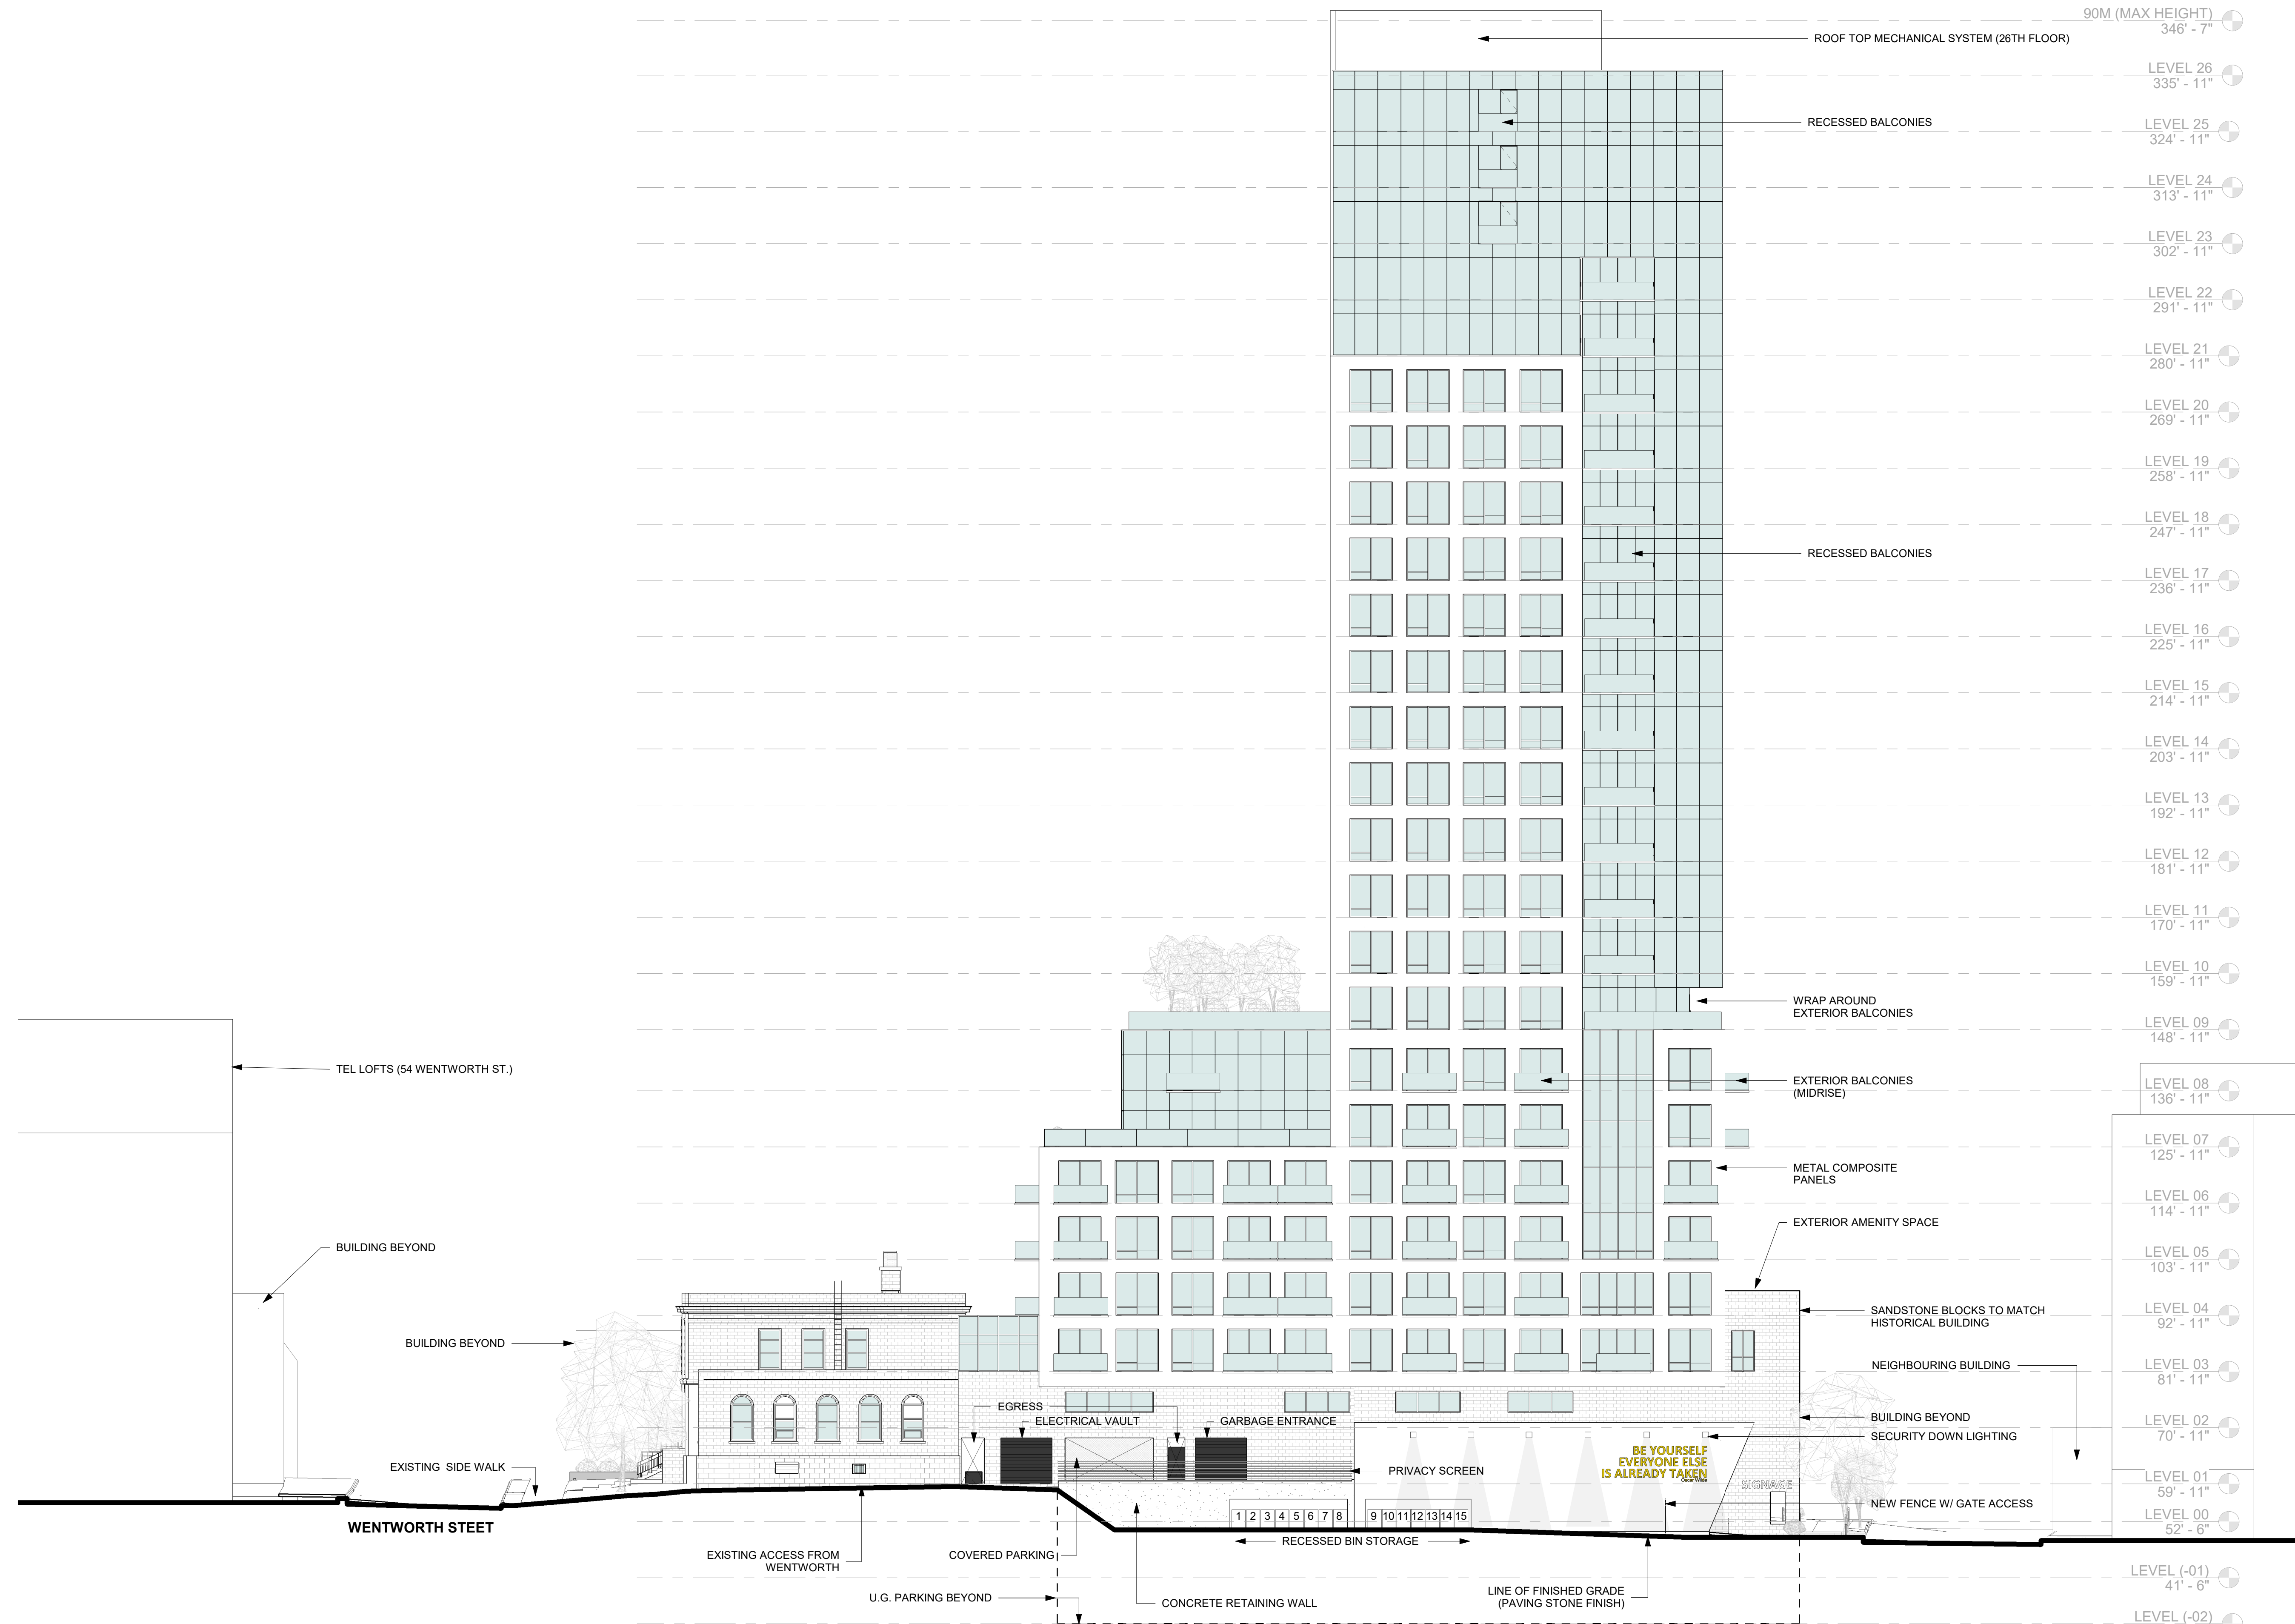 90M (MAX HEIGHT)
346' - 7"
ROOF TOP MECHANICAL SYSTEM (26TH FLOOR)
LEVEL 26
335' - 11"
RECESSED BALCONIES
LEVEL 25
324' - 11"
LEVEL 24
313' - 11"
LEVEL 23
302' - 11"
LEVEL 22
291' - 11"
LEVEL 21
280' - 11"
LEVEL 20
269' - 11"
LEVEL 19
258' - 11"
LEVEL 18
247' - 11"
RECESSED BALCONIES
LEVEL 17
236' - 11"
LEVEL 16
225' - 11"
LEVEL 15
214' - 11"
LEVEL 14
203' - 11"
LEVEL 13
192' - 11"
LEVEL 12
181' - 11"
LEVEL 11
170' - 11"
LEVEL 10
159' - 11"
WRAP AROUND
EXTERIOR BALCONIES
LEVEL 09
148' - 11"
TEL LOFTS (54 WENTWORTH ST.)
EXTERIOR BALCONIES
(MIDRISE)
LEVEL 08
136' - 11"
LEVEL 07
125' - 11"
METAL COMPOSITE
PANELS
LEVEL 06
114' - 11"
EXTERIOR AMENITY SPACE
BUILDING BEYOND
LEVEL 05
103' - 11"
SANDSTONE BLOCKS TO MATCH
HISTORICAL BUILDING
LEVEL 04
92' - 11"
BUILDING BEYOND
NEIGHBOURING BUILDING
LEVEL 03
81' - 11"
EGRESS
ELECTRICAL VAULT
GARBAGE ENTRANCE
BUILDING BEYOND
LEVEL 02
70' - 11"
SECURITY DOWN LIGHTING
BE YOURSELF
EVERYONE ELSE
IS ALREADY TAKEN
Oscar Wilde
EXISTING SIDE WALK
PRIVACY SCREEN
SIGNAGE
LEVEL 01
59' - 11"
NEW FENCE W/ GATE ACCESS
1 2 3 4 5 6 7 8
9 10 11 12 13 14 15
LEVEL 00
52' - 6"
WENTWORTH STEET
RECESSED BIN STORAGE
EXISTING ACCESS FROM
WENTWORTH
COVERED PARKING
LEVEL (-01)
41' - 6"
U.G. PARKING BEYOND
CONCRETE RETAINING WALL
LINE OF FINISHED GRADE
(PAVING STONE FINISH)
LEVEL (-02)